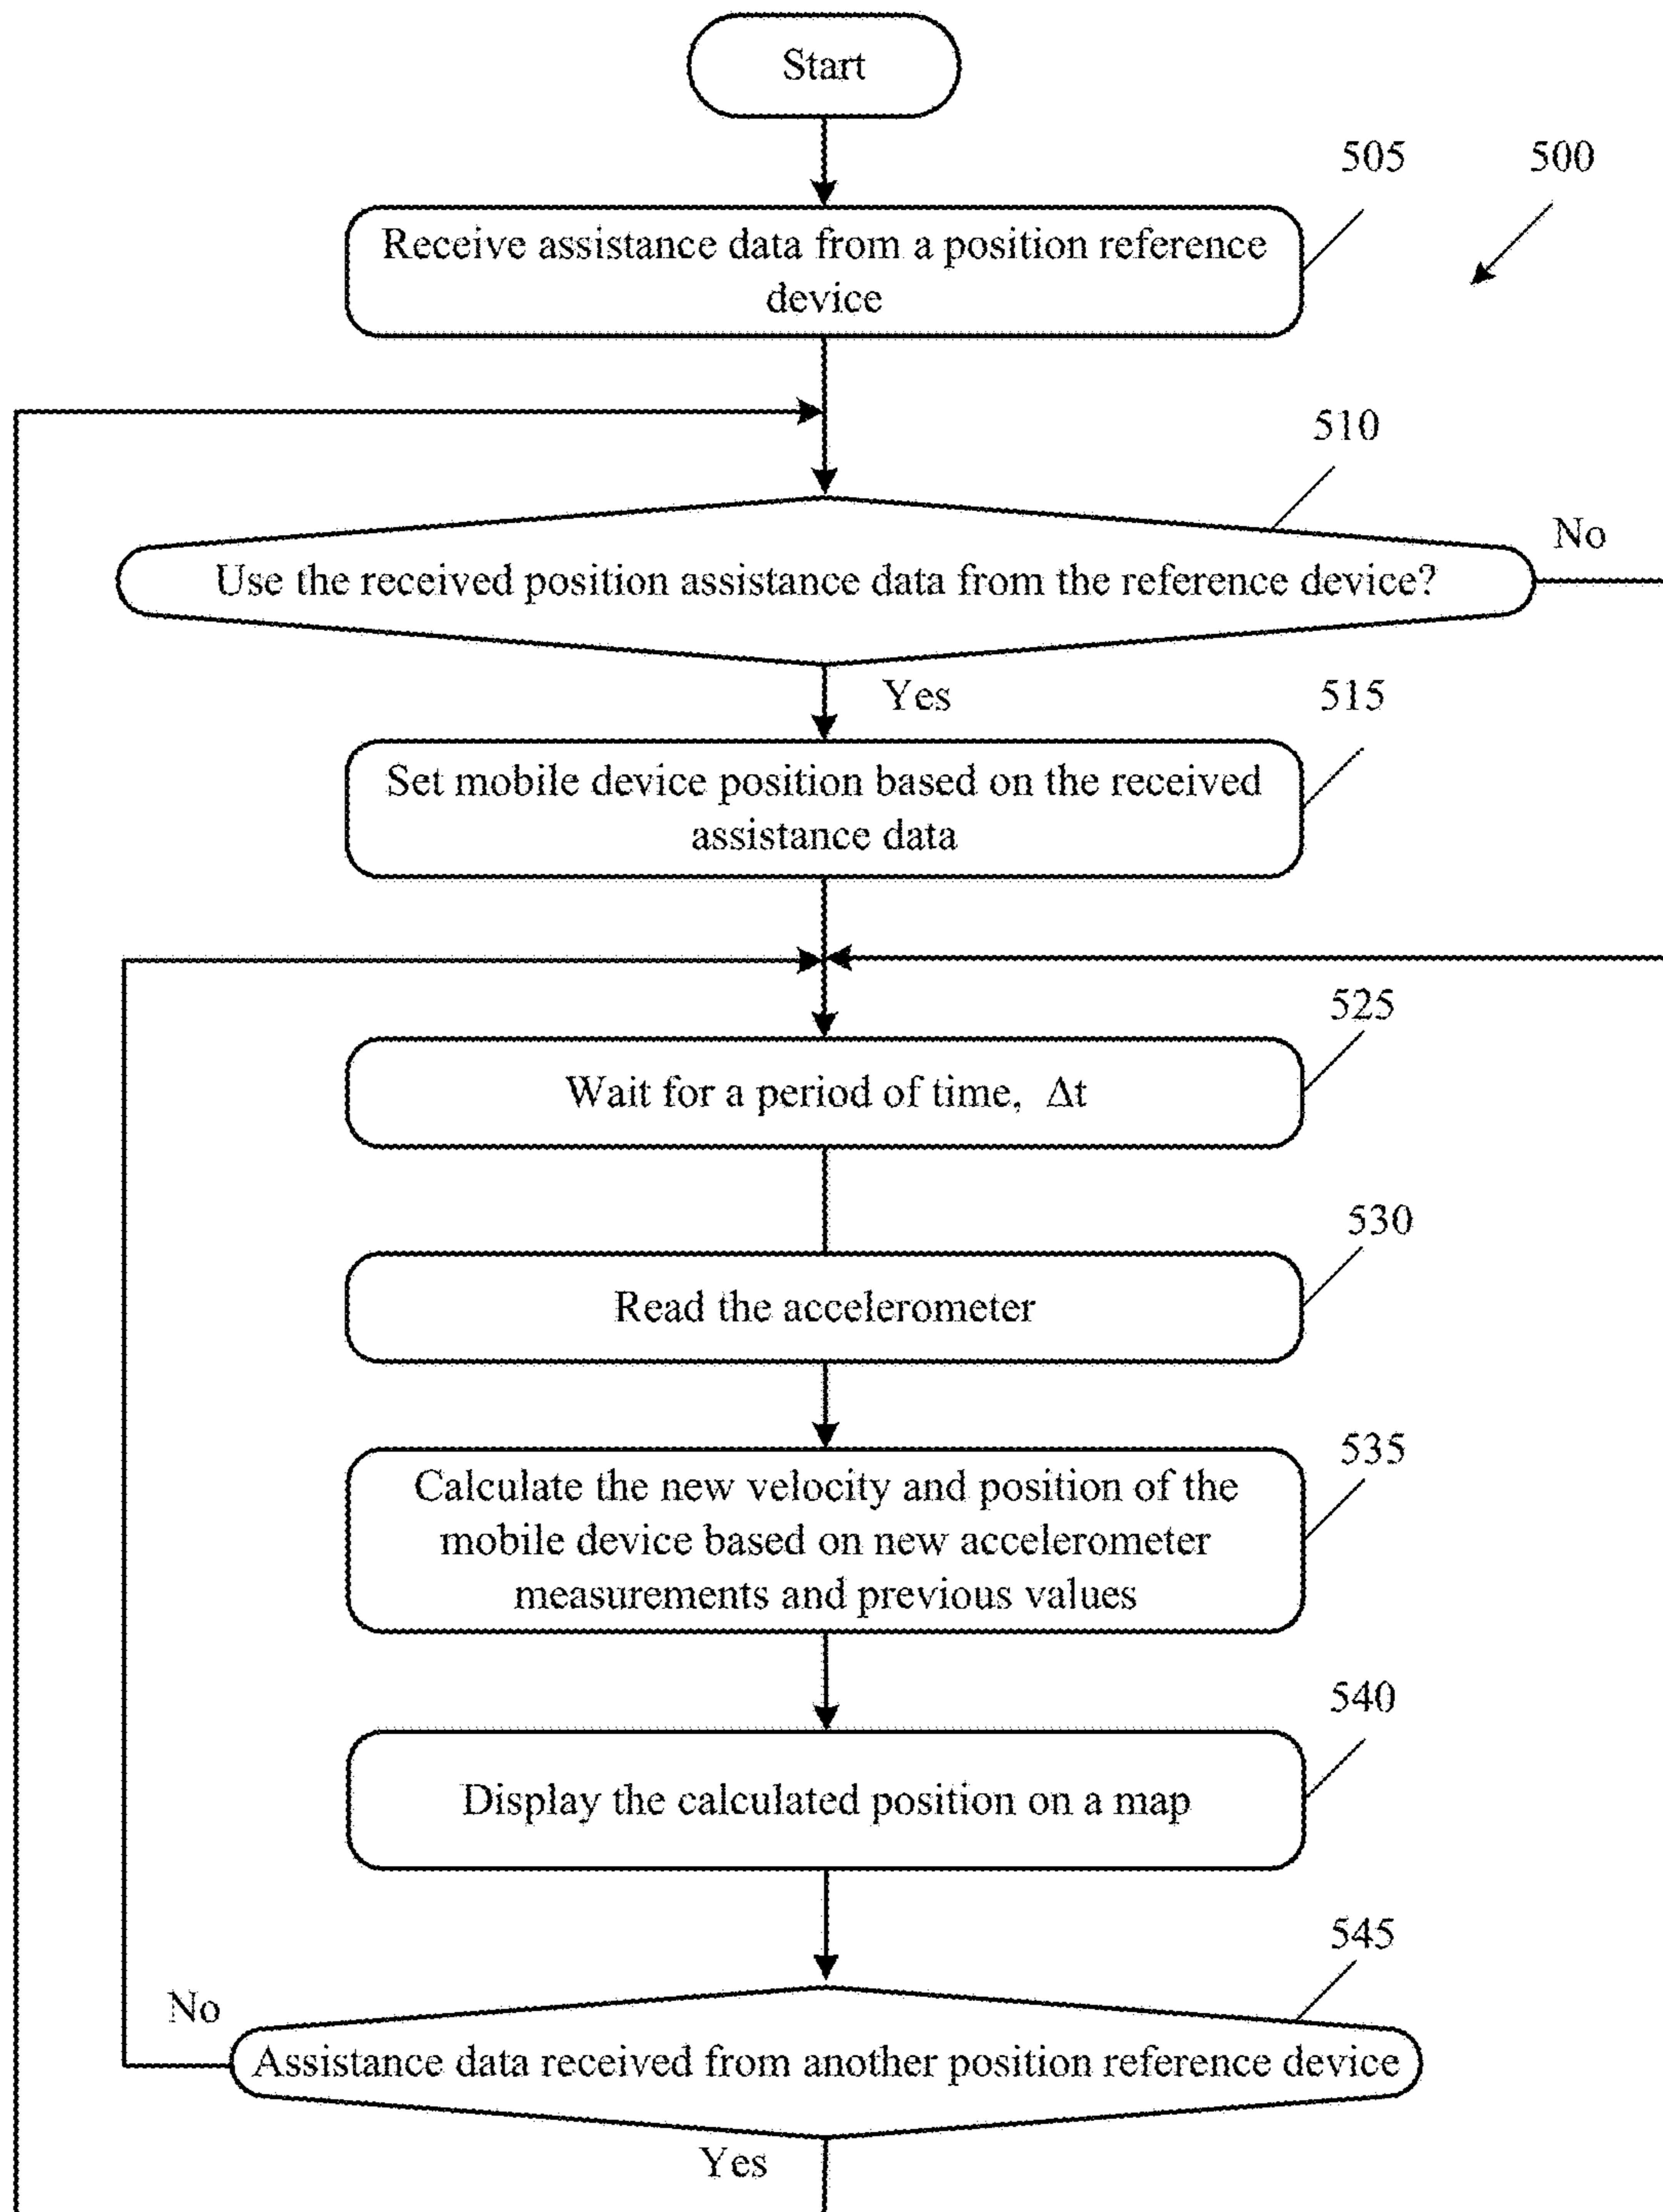 Start
505
500
Receive assistance data from a position reference
device
510
No
Use the received position assistance data from the reference device?
Yes
515
Set mobile device position based on the received
assistance data
525
Wait for a period of time, Δt
530
Read the accelerometer
535
Calculate the new velocity and position of the
mobile device based on new accelerometer
measurements and previous values
540
Display the calculated position on a map
545
No
Assistance data received from another position reference device
Yes